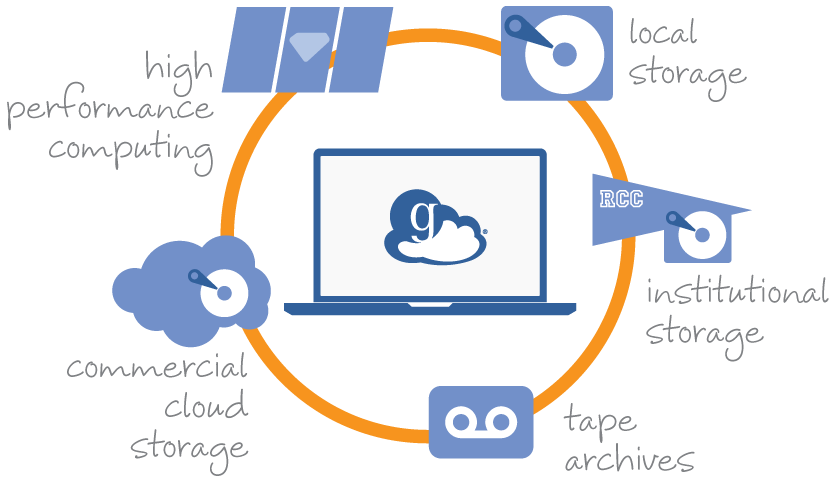 high
performance
computing
local
storage
RCC
institutional
storage
g
®
commercial
cloud
storage
tape
archives